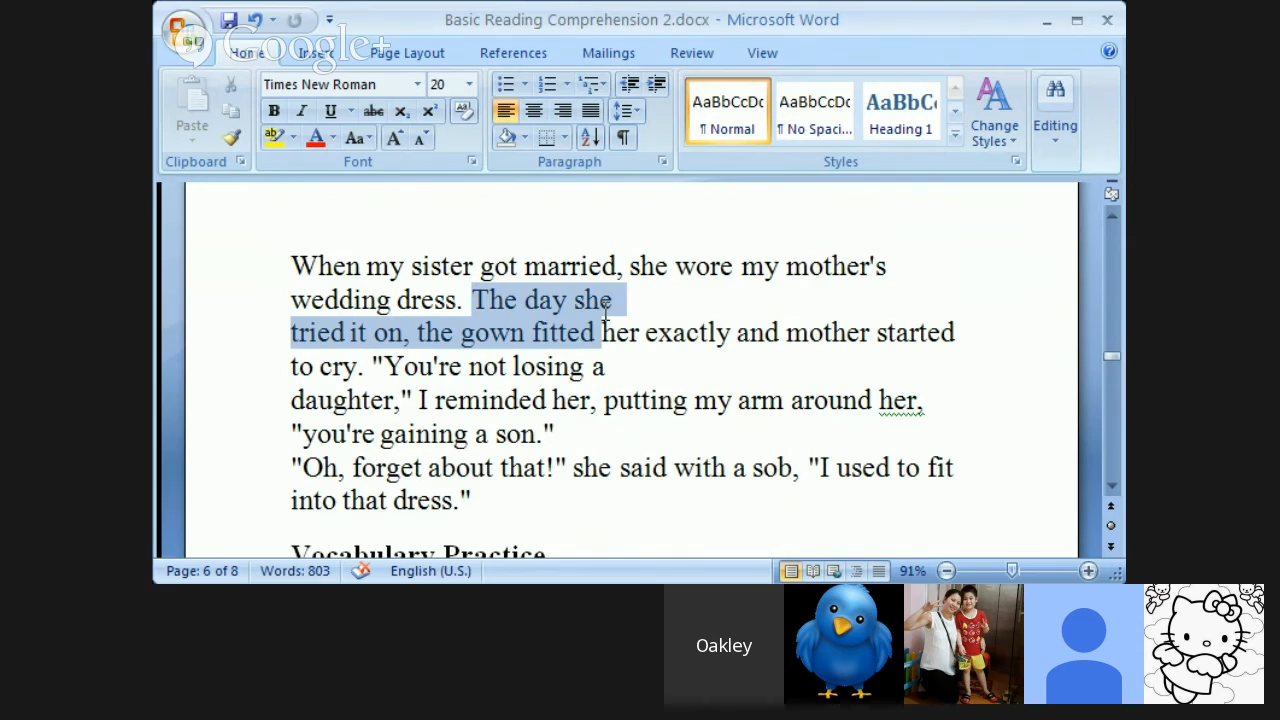 Basic Reading Comprehension 2.docx - Microsoft Word
Google+
Home Insert Page Layout References Mailings Review View
Times New Roman 20
AaBbCcDc AaBbCcDc AaBbC
Paste
¶ Normal ¶ No Spaci... Heading 1 Change Styles Editing
Clipboard Font Paragraph Styles
When my sister got married, she wore my mother's
wedding dress. The day she
tried it on, the gown fitted her exactly and mother started
to cry. "You're not losing a
daughter," I reminded her, putting my arm around her,
"you're gaining a son."
"Oh, forget about that!" she said with a sob, "I used to fit
into that dress."
Vocabulary Practice
Page: 6 of 8 Words: 803 English (U.S.) 91%
Oakley